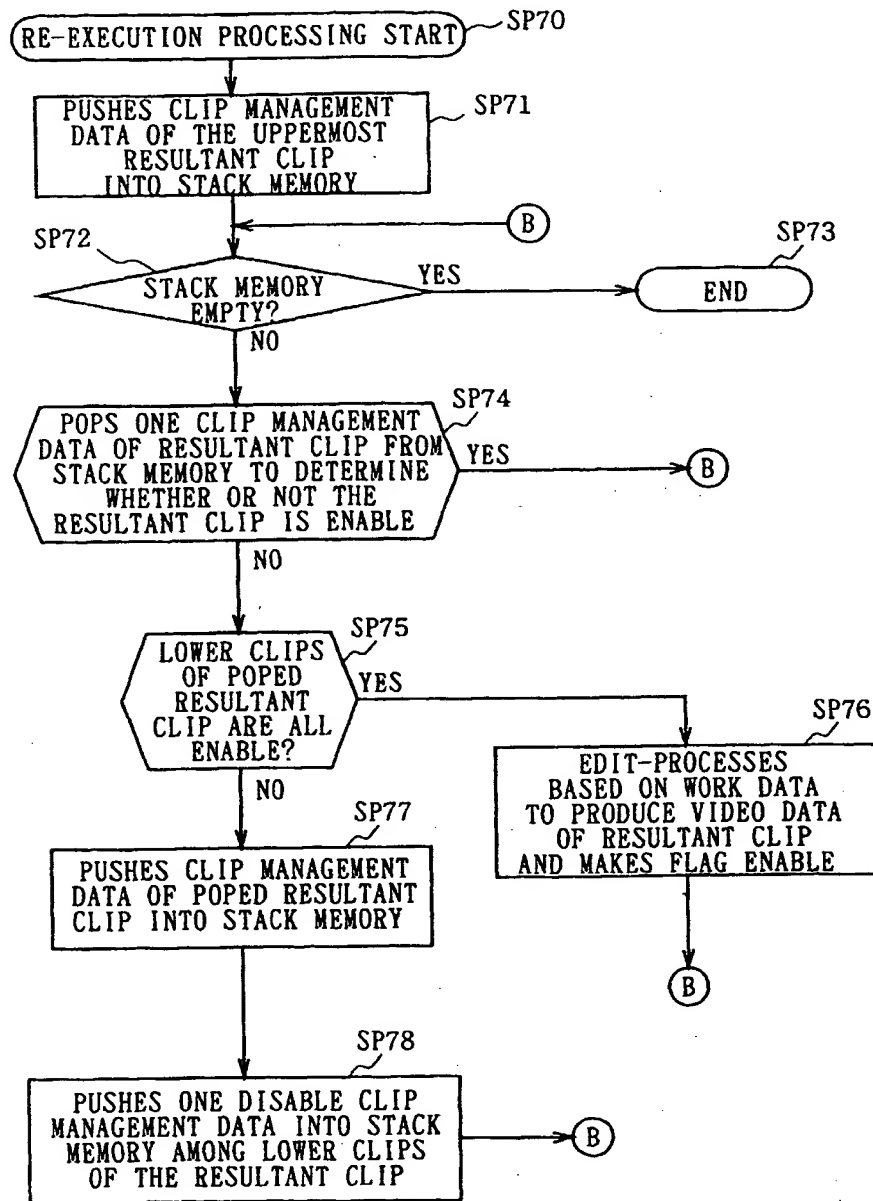 RE-EXECUTION PROCESSING START
SP70
PUSHES CLIP MANAGEMENT
DATA OF THE UPPERMOST
RESULTANT CLIP
INTO STACK MEMORY
SP71
B
SP72
STACK MEMORY
EMPTY?
YES
NO
SP73
END
POPS ONE CLIP MANAGEMENT
DATA OF RESULTANT CLIP FROM
STACK MEMORY TO DETERMINE
WHETHER OR NOT THE
RESULTANT CLIP IS ENABLE
SP74
YES
B
NO
LOWER CLIPS
OF POPED
RESULTANT
CLIP ARE ALL
ENABLE?
SP75
YES
NO
SP76
EDIT-PROCESSES
BASED ON WORK DATA
TO PRODUCE VIDEO DATA
OF RESULTANT CLIP
AND MAKES FLAG ENABLE
B
SP77
PUSHES CLIP MANAGEMENT
DATA OF POPED RESULTANT
CLIP INTO STACK MEMORY
SP78
PUSHES ONE DISABLE CLIP
MANAGEMENT DATA INTO STACK
MEMORY AMONG LOWER CLIPS
OF THE RESULTANT CLIP
B